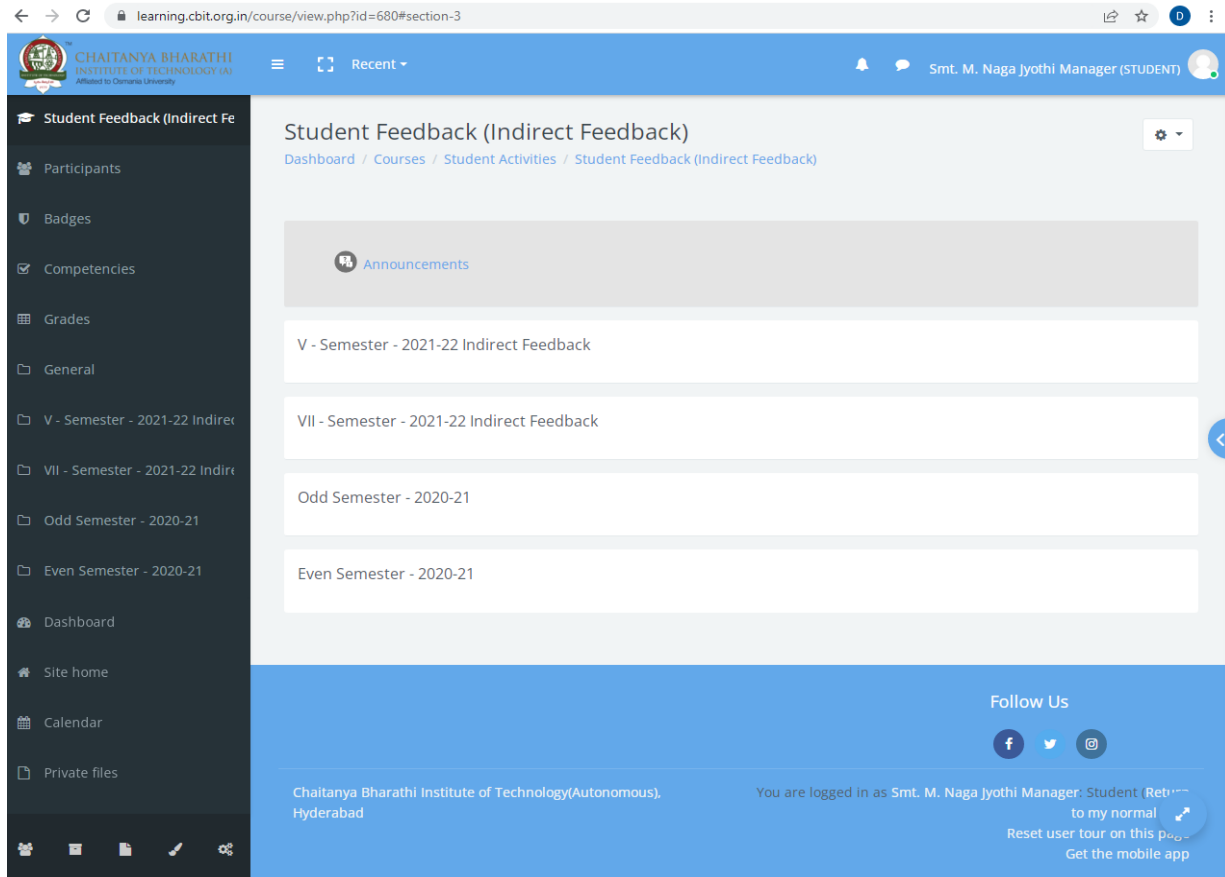 learning.cbit.org.in/course/view.php?id=680#section-3
D
CHAITANYA BHARATHI
INSTITUTE OF TECHNOLOGY (A)
Affiliated to Osmania University
Recent
Smt. M. Naga Jyothi Manager (STUDENT)
Student Feedback (Indirect Fe
Participants
Badges
Competencies
Grades
General
V - Semester - 2021-22 Indirec
VII - Semester - 2021-22 Indire
Odd Semester - 2020-21
Even Semester - 2020-21
Dashboard
Site home
Calendar
Private files
Student Feedback (Indirect Feedback)
Dashboard / Courses / Student Activities / Student Feedback (Indirect Feedback)
Announcements
V - Semester - 2021-22 Indirect Feedback
VII - Semester - 2021-22 Indirect Feedback
Odd Semester - 2020-21
Even Semester - 2020-21
Follow Us
Chaitanya Bharathi Institute of Technology(Autonomous),
Hyderabad
You are logged in as Smt. M. Naga Jyothi Manager: Student (Return
to my normal
Reset user tour on this page
Get the mobile app